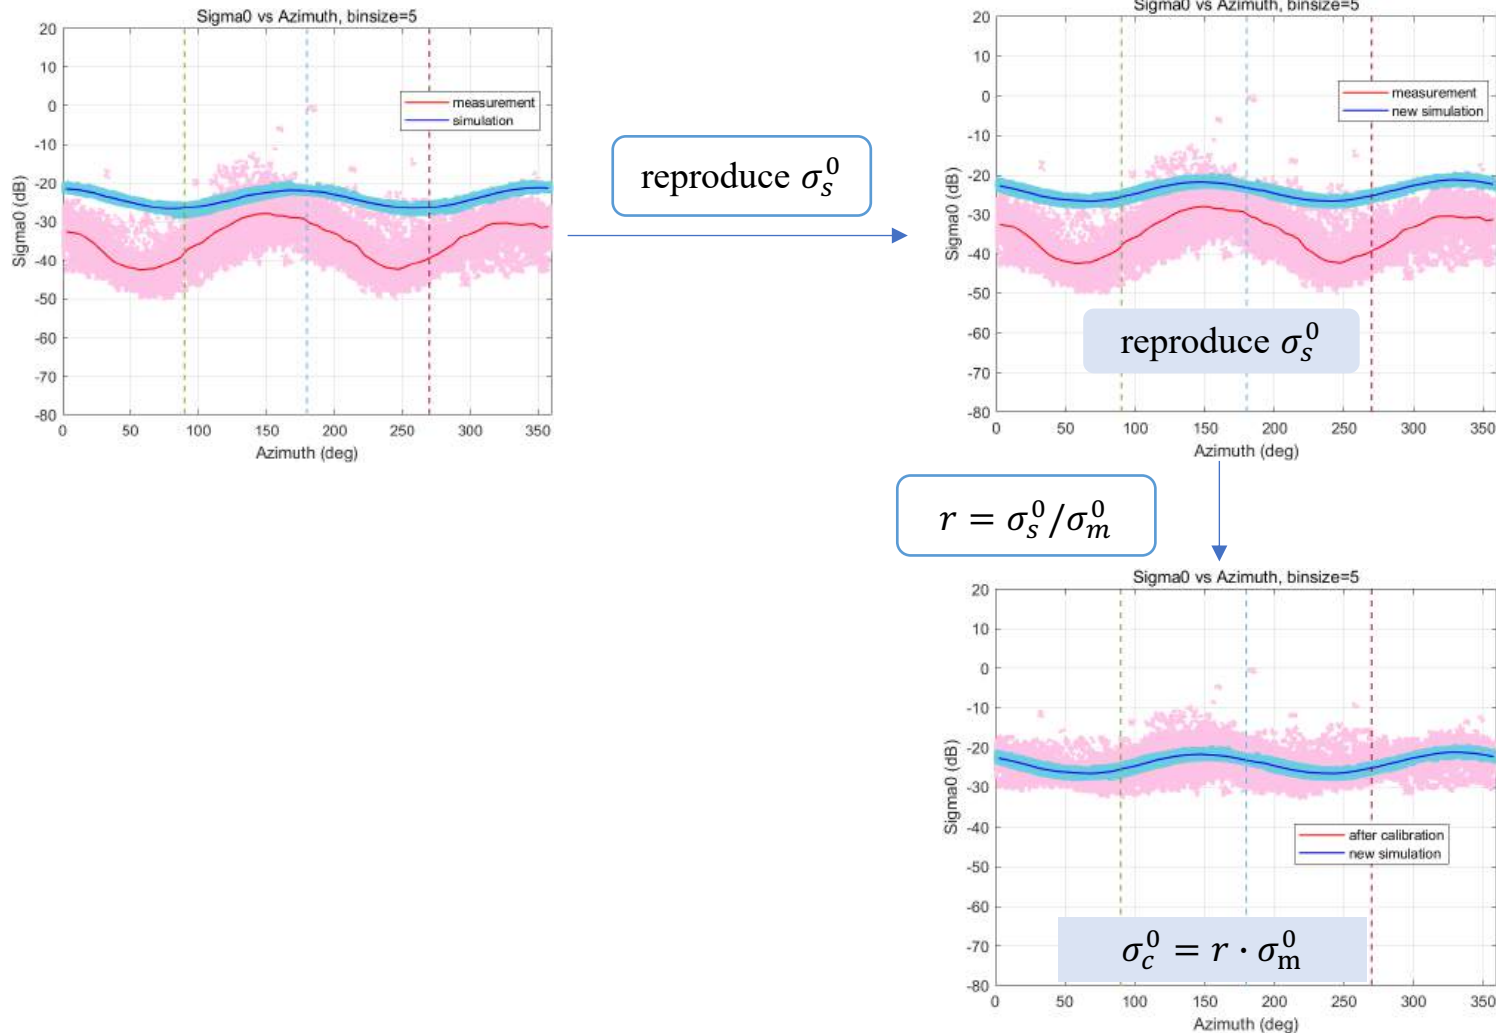 Sigma0 vs Azimuth, binsize=5
20
10
0
-10
-20
-30
-40
-50
-60
-70
-80
Sigma0 (dB)
measurement
simulation
0 50 100 150 200 250 300 350
Azimuth (deg)
reproduce σ_s^0
Sigma0 vs Azimuth, binsize=5
20
10
0
-10
-20
-30
-40
-50
-60
-70
-80
Sigma0 (dB)
measurement
new simulation
reproduce σ_s^0
0 50 100 150 200 250 300 350
Azimuth (deg)
r = σ_s^0/σ_m^0
Sigma0 vs Azimuth, binsize=5
20
10
0
-10
-20
-30
-40
-50
-60
-70
-80
Sigma0 (dB)
after calibration
new simulation
σ_c^0 = r · σ_m^0
0 50 100 150 200 250 300 350
Azimuth (deg)